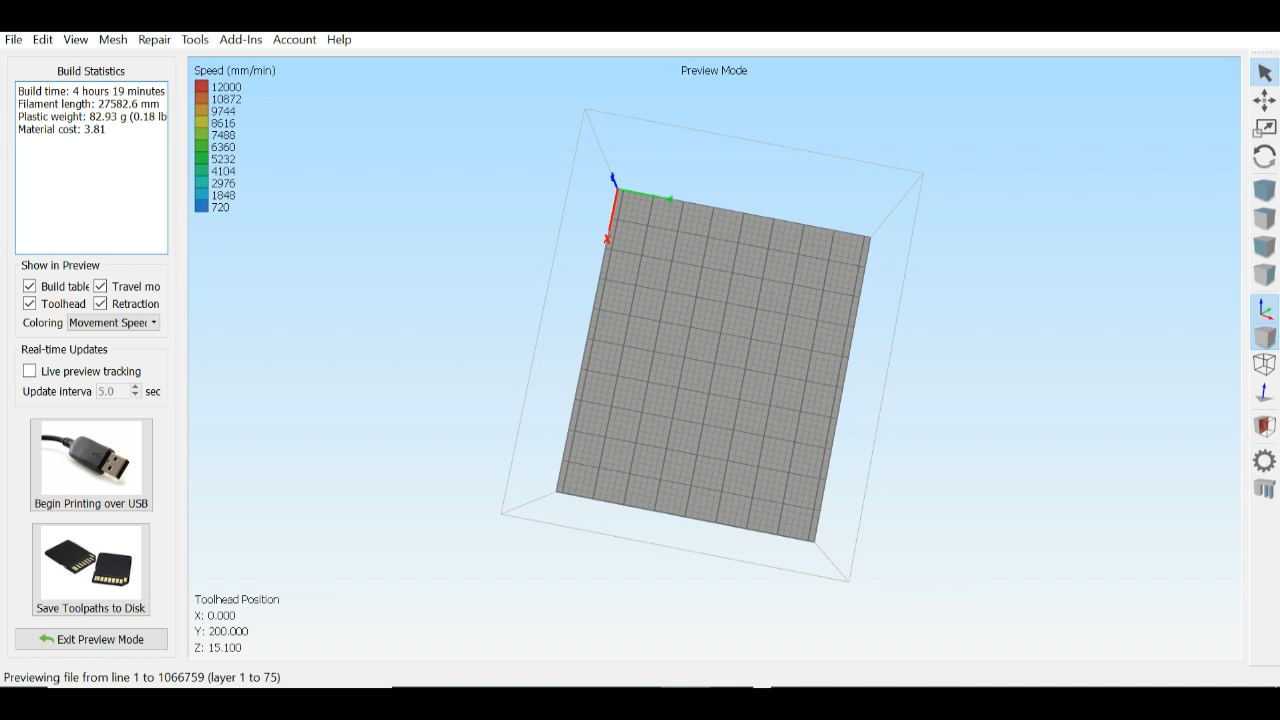 File Edit View Mesh Repair Tools Add-Ins Account Help
Build Statistics
Build time: 4 hours 19 minutes
Filament length: 27582.6 mm
Plastic weight: 82.93 g (0.18 lb
Material cost: 3.81
Show in Preview
Build table Travel mo
Toolhead Retraction
Coloring Movement Speed
Real-time Updates
Live preview tracking
Update interva 5.0 sec
Begin Printing over USB
Save Toolpaths to Disk
Exit Preview Mode
Speed (mm/min)
12000
10872
9744
8616
7488
6360
5232
4104
2976
1848
720
Preview Mode
X
Toolhead Position
X: 0.000
Y: 200.000
Z: 15.100
Previewing file from line 1 to 1066759 (layer 1 to 75)